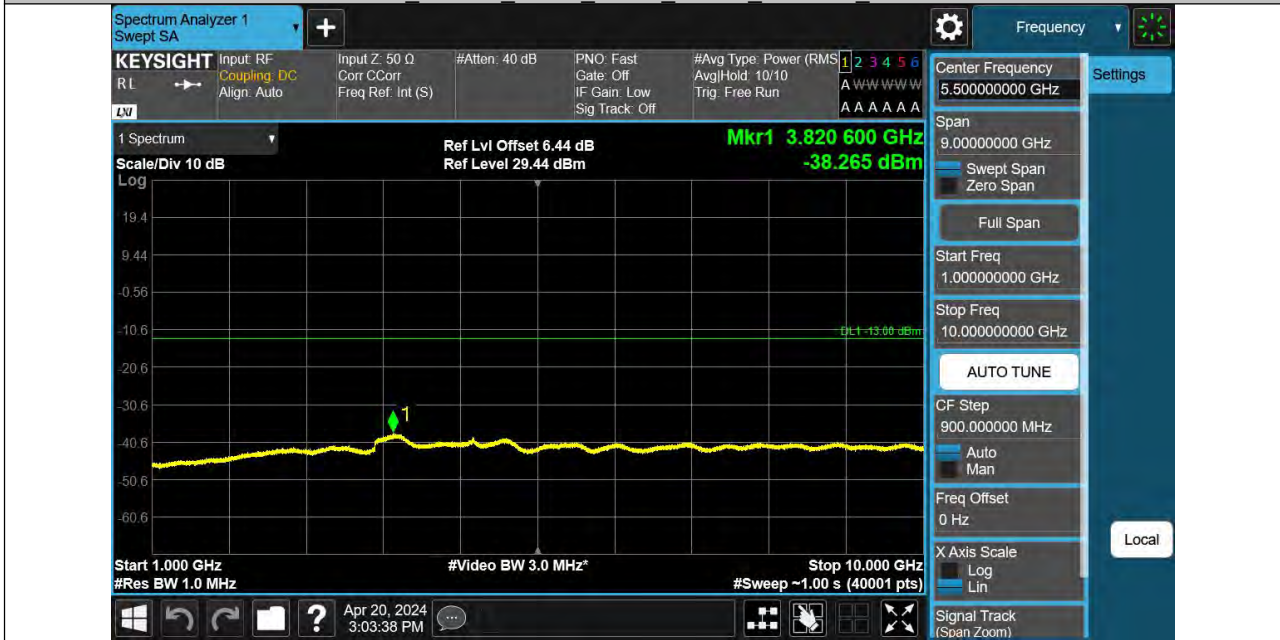 Spectrum Analyzer 1
Swept SA
+
Frequency
KEYSIGHT
RL
LXI
Input: RF
Coupling: DC
Align: Auto
Input Z: 50 Ω
Corr CCorr
Freq Ref: Int (S)
#Atten: 40 dB
PNO: Fast
Gate: Off
IF Gain: Low
Sig Track: Off
#Avg Type: Power (RMS
Avg|Hold: 10/10
Trig: Free Run
1 2 3 4 5 6
A W W W W W
A A A A A A
1 Spectrum
Scale/Div 10 dB
Log
Ref Lvl Offset 6.44 dB
Ref Level 29.44 dBm
Mkr1 3.820 600 GHz
-38.265 dBm
19.4
9.44
-0.56
-10.6
DL1 -13.00 dBm
-20.6
-30.6
1
-40.6
-50.6
-60.6
Start 1.000 GHz
#Res BW 1.0 MHz
#Video BW 3.0 MHz*
Stop 10.000 GHz
#Sweep ~1.00 s (40001 pts)
Apr 20, 2024
3:03:38 PM
?
Center Frequency
5.500000000 GHz
Span
9.00000000 GHz
Swept Span
Zero Span
Full Span
Start Freq
1.000000000 GHz
Stop Freq
10.000000000 GHz
AUTO TUNE
CF Step
900.000000 MHz
Auto
Man
Freq Offset
0 Hz
X Axis Scale
Log
Lin
Signal Track
(Span Zoom)
Settings
Local